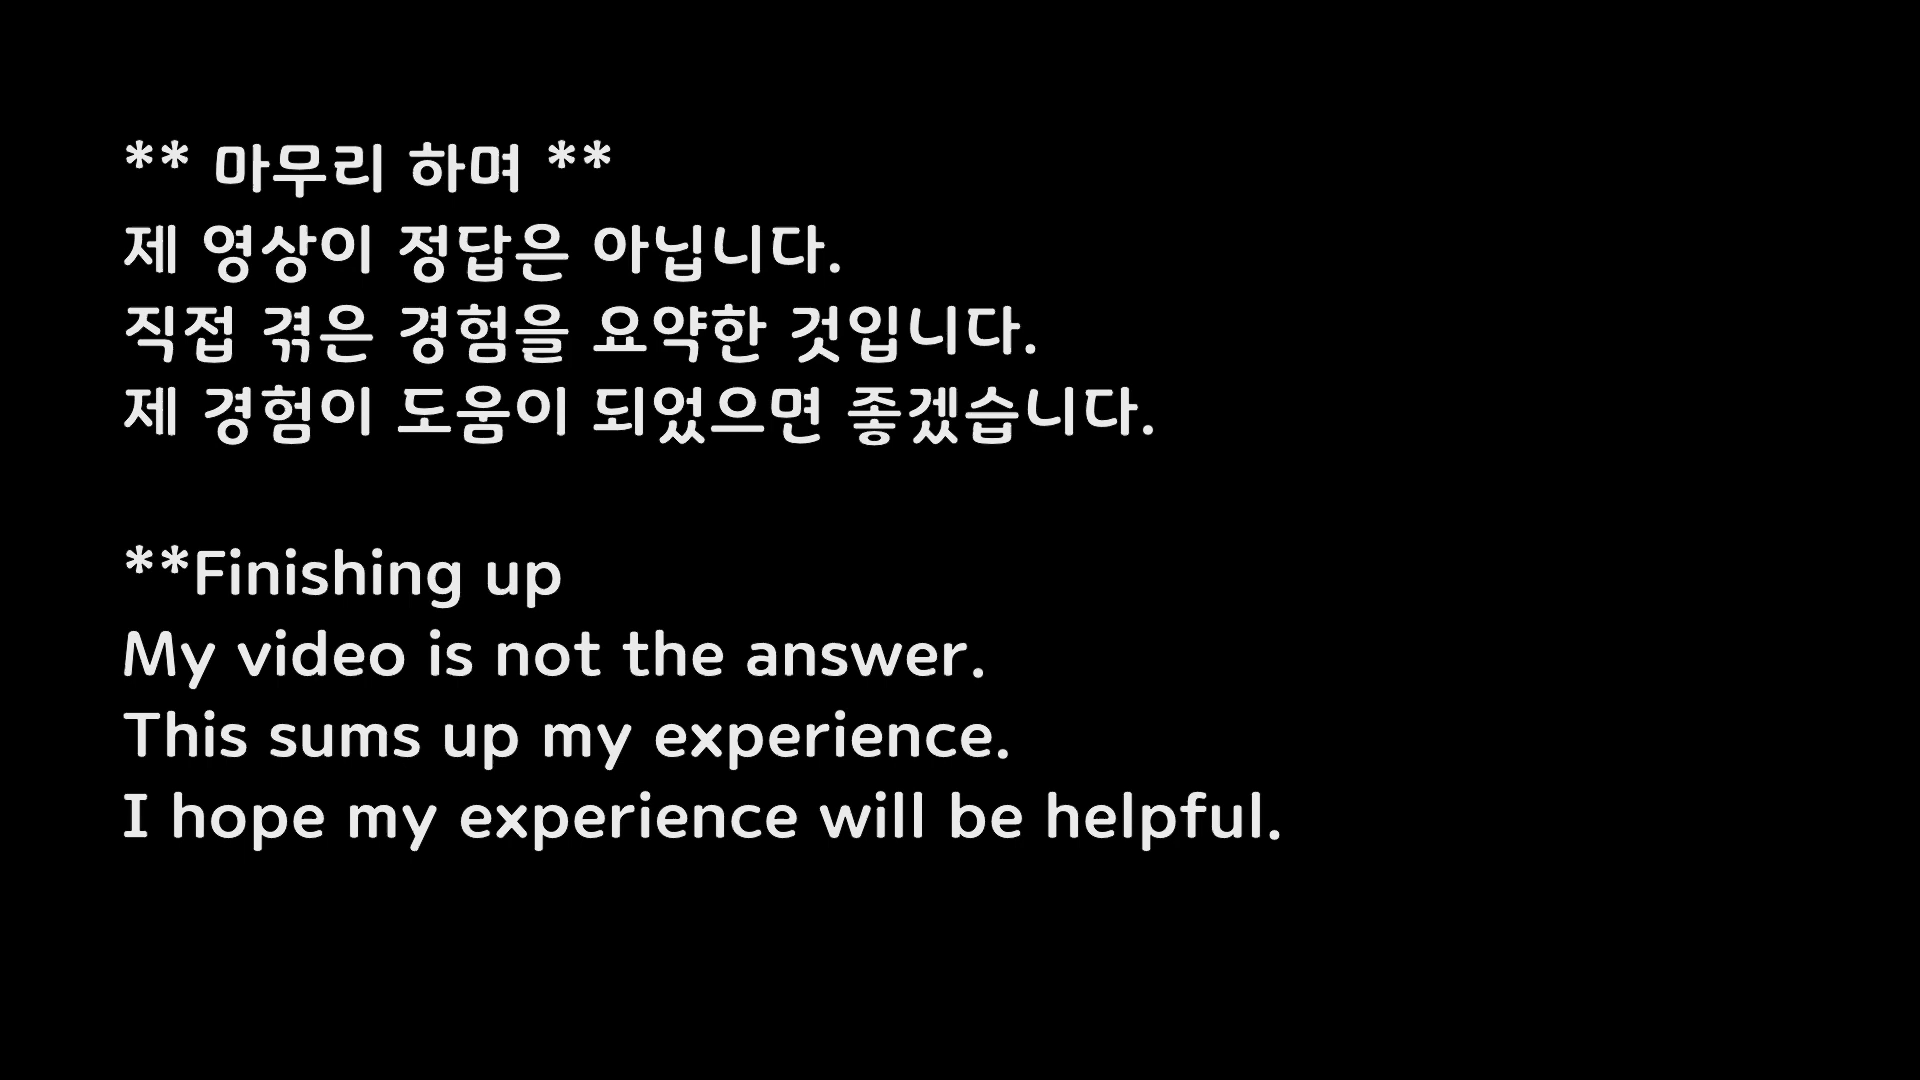 ** 마무리 하며 **
제 영상이 정답은 아닙니다.
직접 겪은 경험을 요약한 것입니다.
제 경험이 도움이 되었으면 좋겠습니다.
**Finishing up
My video is not the answer.
This sums up my experience.
I hope my experience will be helpful.